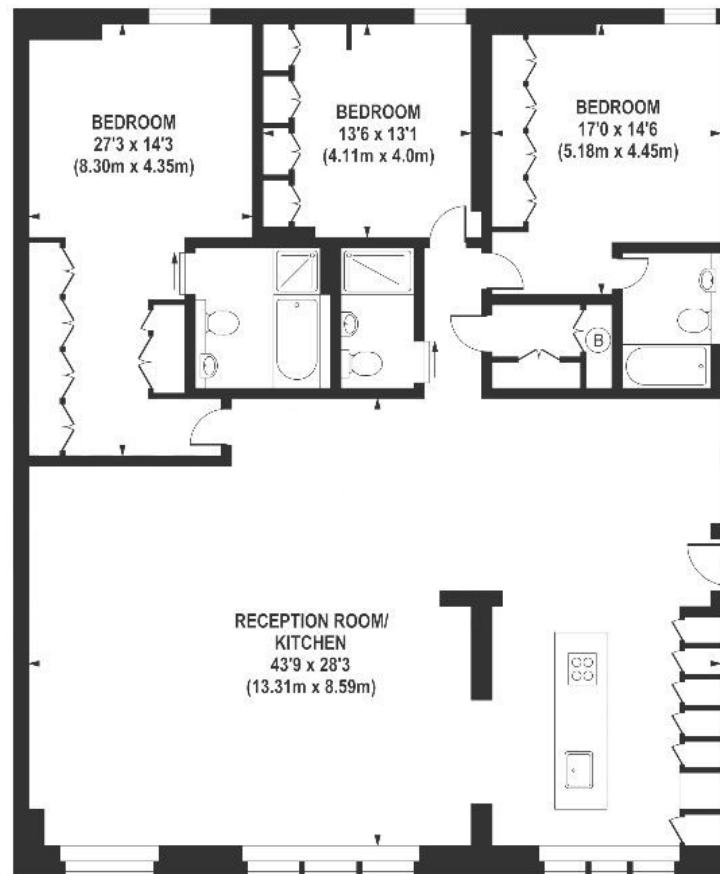 BEDROOM
27'3 x 14'3
(8.30m x 4.35m)
BEDROOM
13'6 x 13'1
(4.11m x 4.0m)
BEDROOM
17'0 x 14'6
(5.18m x 4.45m)
B
RECEPTION ROOM/
KITCHEN
43'9 x 28'3
(13.31m x 8.59m)